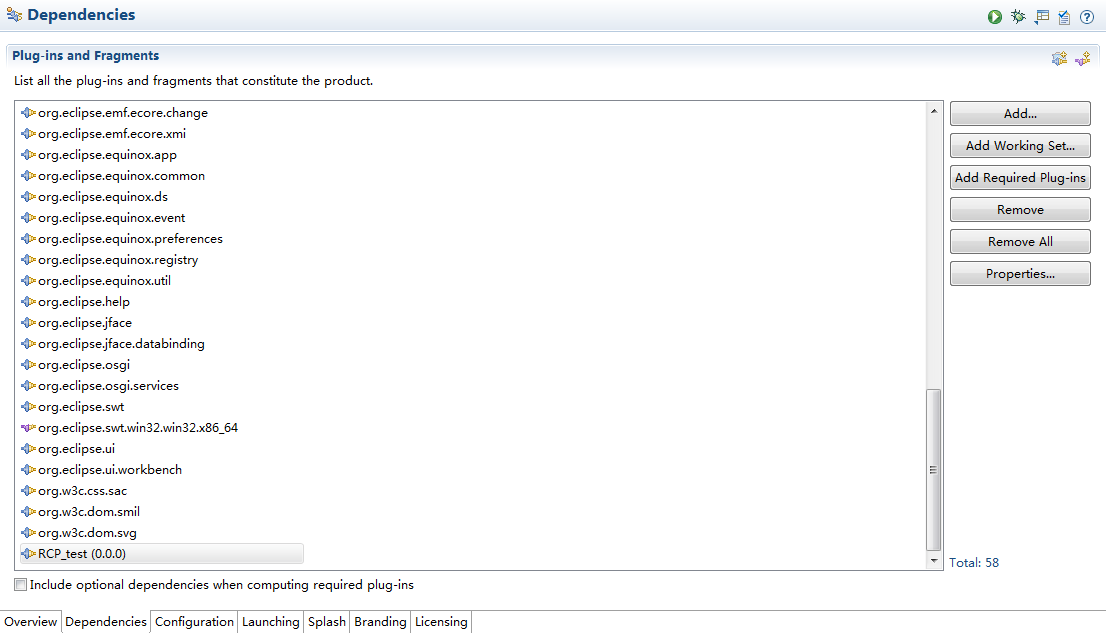 Dependencies
Plug-ins and Fragments
List all the plug-ins and fragments that constitute the product.
org.eclipse.emf.ecore.change
org.eclipse.emf.ecore.xmi
org.eclipse.equinox.app
org.eclipse.equinox.common
org.eclipse.equinox.ds
org.eclipse.equinox.event
org.eclipse.equinox.preferences
org.eclipse.equinox.registry
org.eclipse.equinox.util
org.eclipse.help
org.eclipse.jface
org.eclipse.jface.databinding
org.eclipse.osgi
org.eclipse.osgi.services
org.eclipse.swt
org.eclipse.swt.win32.win32.x86_64
org.eclipse.ui
org.eclipse.ui.workbench
org.w3c.css.sac
org.w3c.dom.smil
org.w3c.dom.svg
RCP_test (0.0.0)
Add...
Add Working Set...
Add Required Plug-ins
Remove
Remove All
Properties...
Total: 58
Include optional dependencies when computing required plug-ins
Overview Dependencies Configuration Launching Splash Branding Licensing